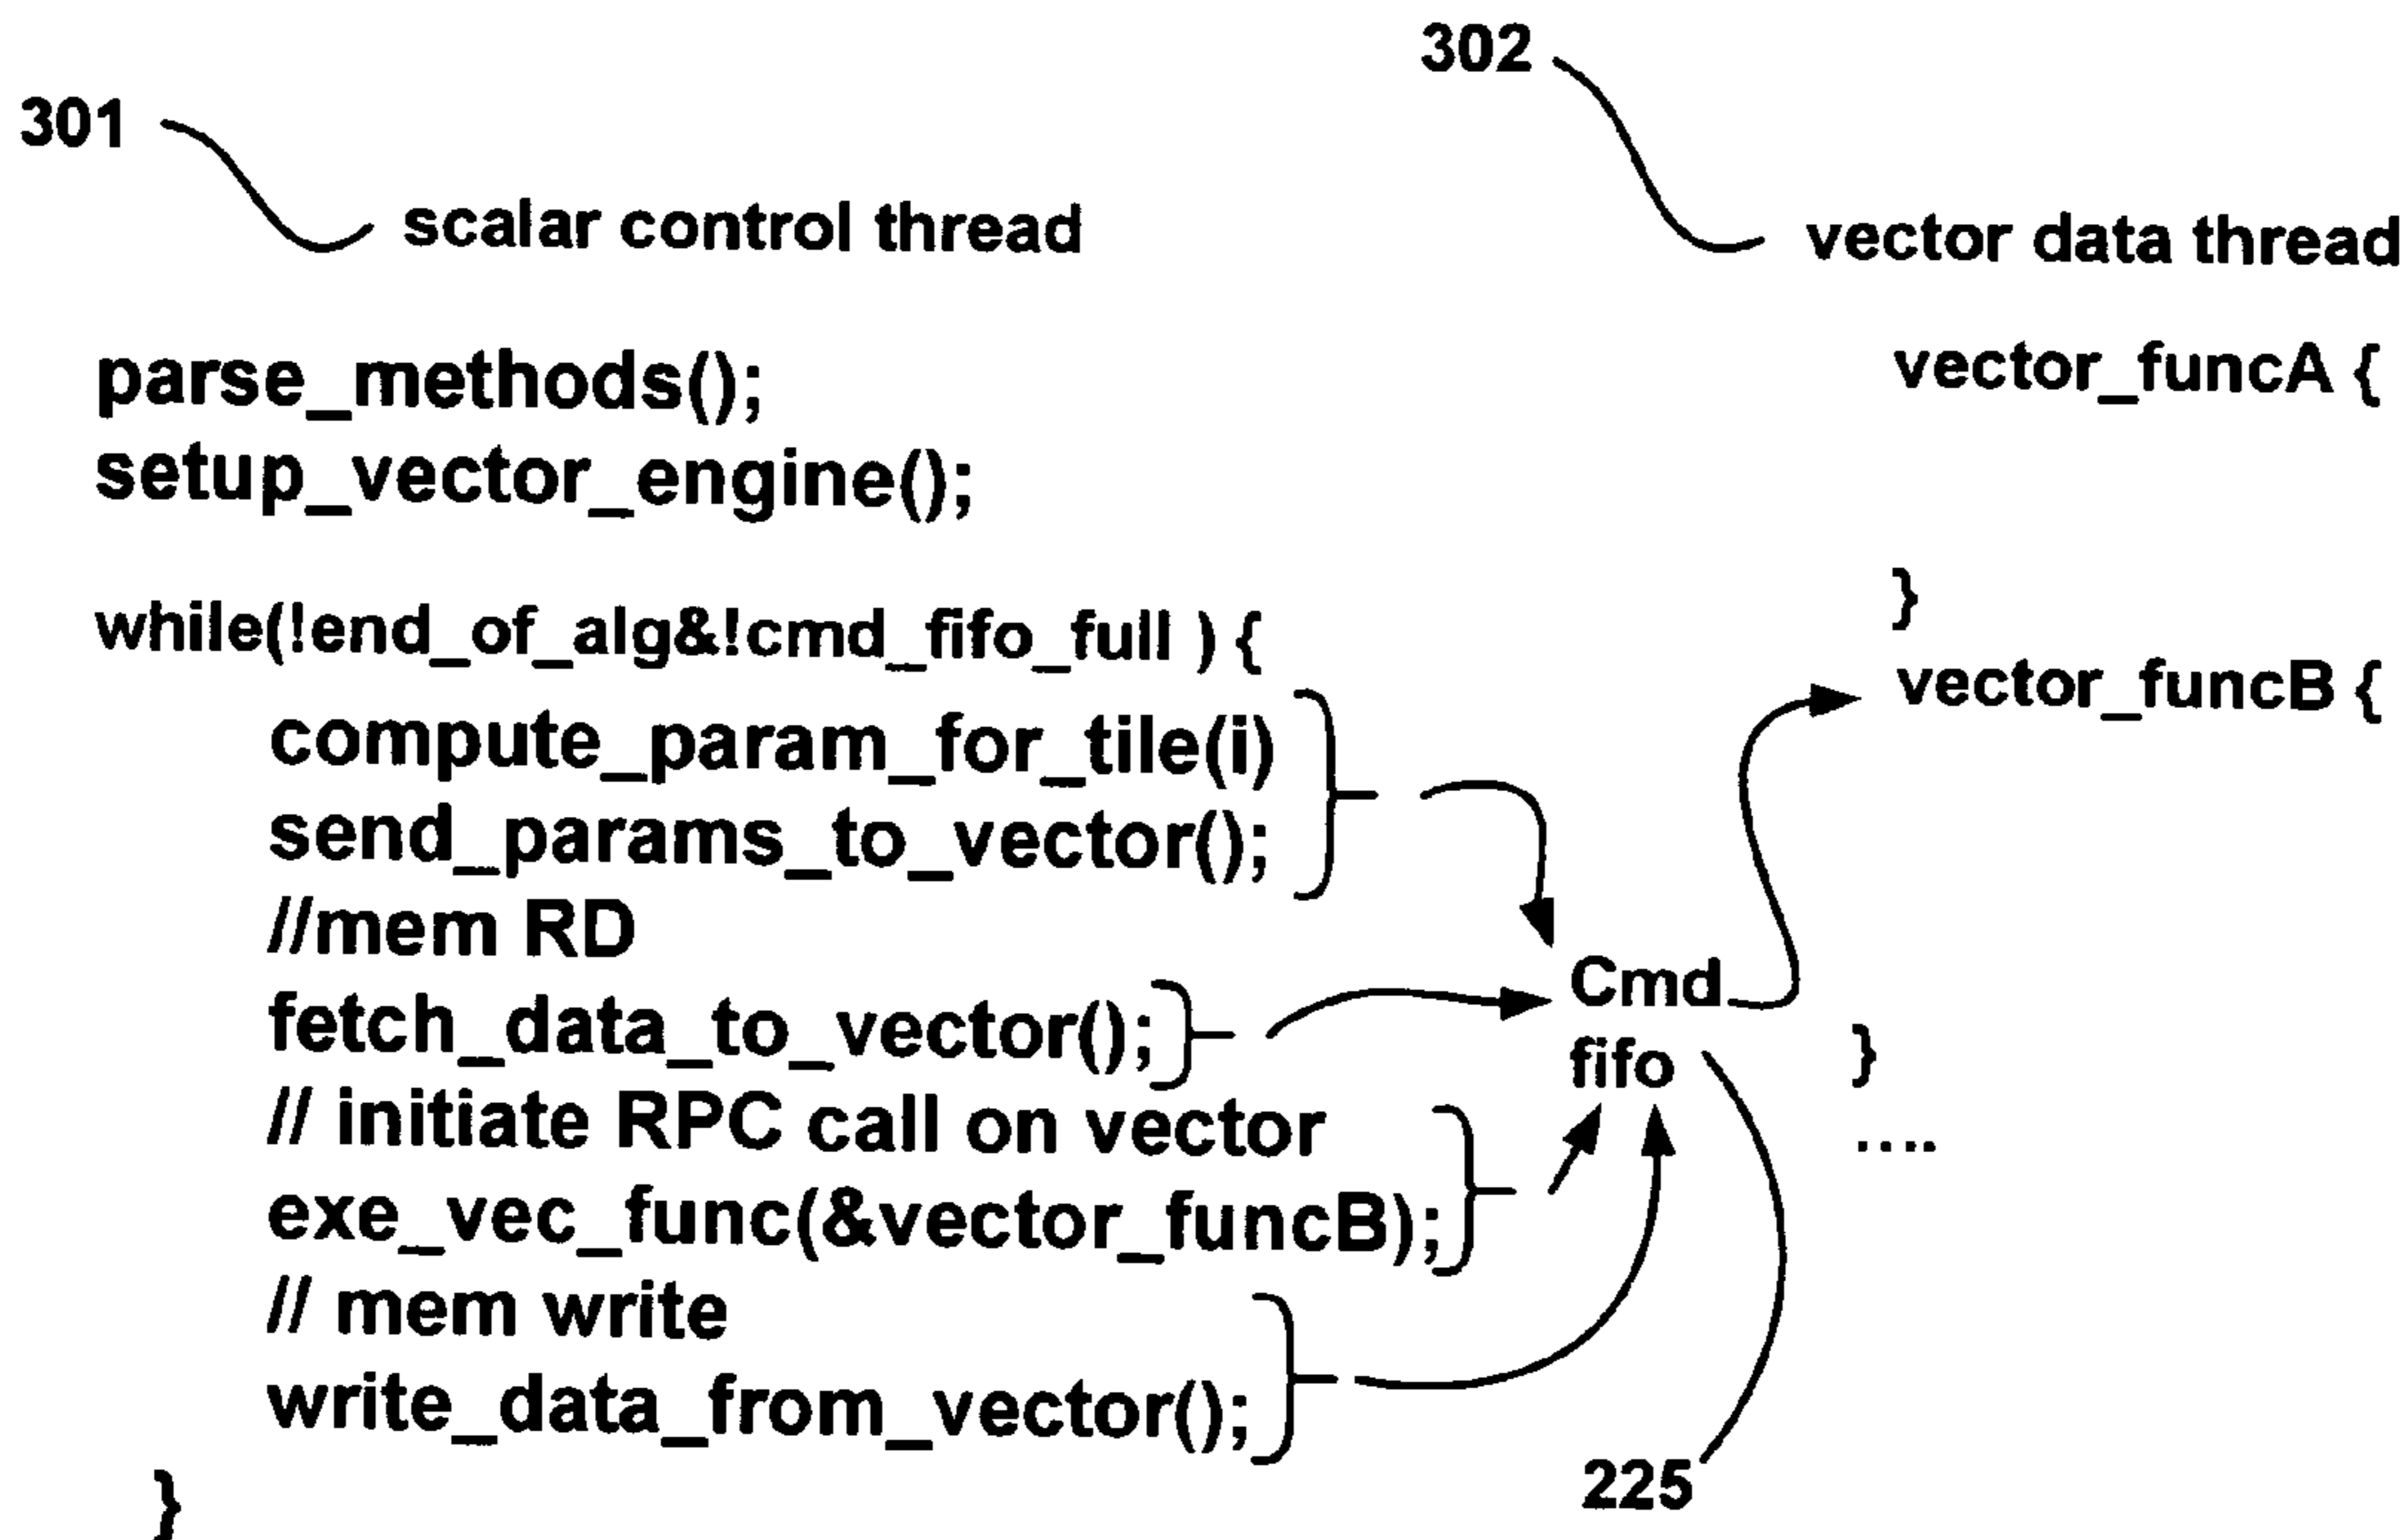 302
301
scalar control thread
vector data thread
parse_methods();
setup_vector_engine();
while(!end_of_alg&!cmd_fifo_full ) {
compute_param_for_tile(i)
send_params_to_vector();
//mem RD
fetch_data_to_vector();
// initiate RPC call on vector
exe_vec_func(&vector_funcB);
// mem write
write_data_from_vector();
}
Cmd
fifo
225
vector_funcA {
}
vector_funcB {
}
....